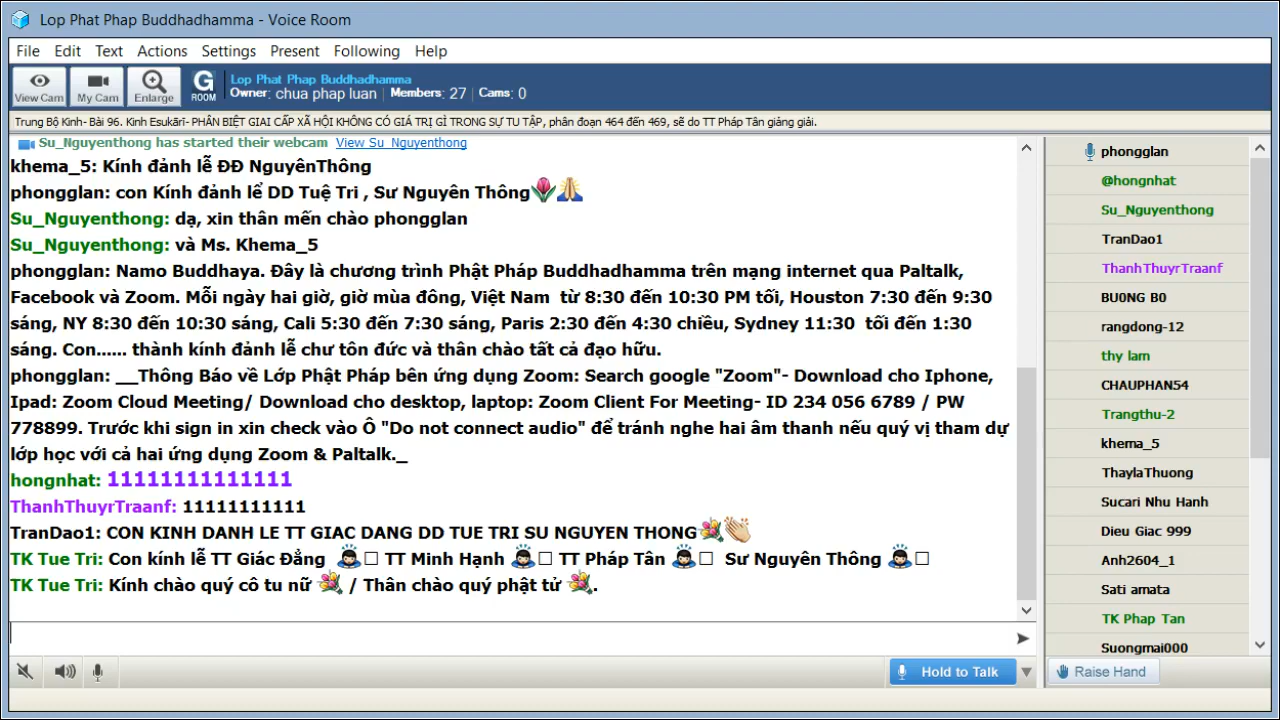 Lop Phat Phap Buddhadhamma - Voice Room
File Edit Text Actions Settings Present Following Help
View Cam My Cam Enlarge G ROOM
Lop Phat Phap Buddhadhamma
Owner: chua phap luan Members: 27 Cams: 0
Trung Bộ Kinh- Bài 96. Kinh Esukārī- PHÂN BIỆT GIAI CẤP XÃ HỘI KHÔNG CÓ GIÁ TRỊ GÌ TRONG SỰ TU TẬP, phân đoạn 464 đến 469, sẽ do TT Pháp Tân giảng giải.
Su_Nguyenthong has started their webcam View Su_Nguyenthong
khema_5: Kính đảnh lễ ĐĐ NguyênThông
phongglan: con Kính đảnh lể DD Tuệ Tri , Sư Nguyên Thông🌷🙏
Su_Nguyenthong: dạ, xin thân mến chào phongglan
Su_Nguyenthong: và Ms. Khema_5
phongglan: Namo Buddhaya. Đây là chương trình Phật Pháp Buddhadhamma trên mạng internet qua Paltalk,
Facebook và Zoom. Mỗi ngày hai giờ, giờ mùa đông, Việt Nam từ 8:30 đến 10:30 PM tối, Houston 7:30 đến 9:30
sáng, NY 8:30 đến 10:30 sáng, Cali 5:30 đến 7:30 sáng, Paris 2:30 đến 4:30 chiều, Sydney 11:30 tối đến 1:30
sáng. Con...... thành kính đảnh lễ chư tôn đức và thân chào tất cả đạo hữu.
phongglan: __Thông Báo về Lớp Phật Pháp bên ứng dụng Zoom: Search google "Zoom"- Download cho Iphone,
Ipad: Zoom Cloud Meeting/ Download cho desktop, laptop: Zoom Client For Meeting- ID 234 056 6789 / PW
778899. Trước khi sign in xin check vào Ô "Do not connect audio" để tránh nghe hai âm thanh nếu quý vị tham dự
lớp học với cả hai ứng dụng Zoom & Paltalk._
hongnhat: 11111111111111
ThanhThuyrTraanf: 11111111111
TranDao1: CON KINH DANH LE TT GIAC DANG DD TUE TRI SU NGUYEN THONG💐👏
TK Tue Tri: Con kính lễ TT Giác Đẳng 🙇□ TT Minh Hạnh 🙇□ TT Pháp Tân 🙇□ Sư Nguyên Thông 🙇□
TK Tue Tri: Kính chào quý cô tu nữ 💐 / Thân chào quý phật tử 💐.
Hold to Talk
phongglan
@hongnhat
Su_Nguyenthong
TranDao1
ThanhThuyrTraanf
BU0NG B0
rangdong-12
thy lam
CHAUPHAN54
Trangthu-2
khema_5
ThaylaThuong
Sucari Nhu Hanh
Dieu Giac 999
Anh2604_1
Sati amata
TK Phap Tan
Suongmai000
Raise Hand